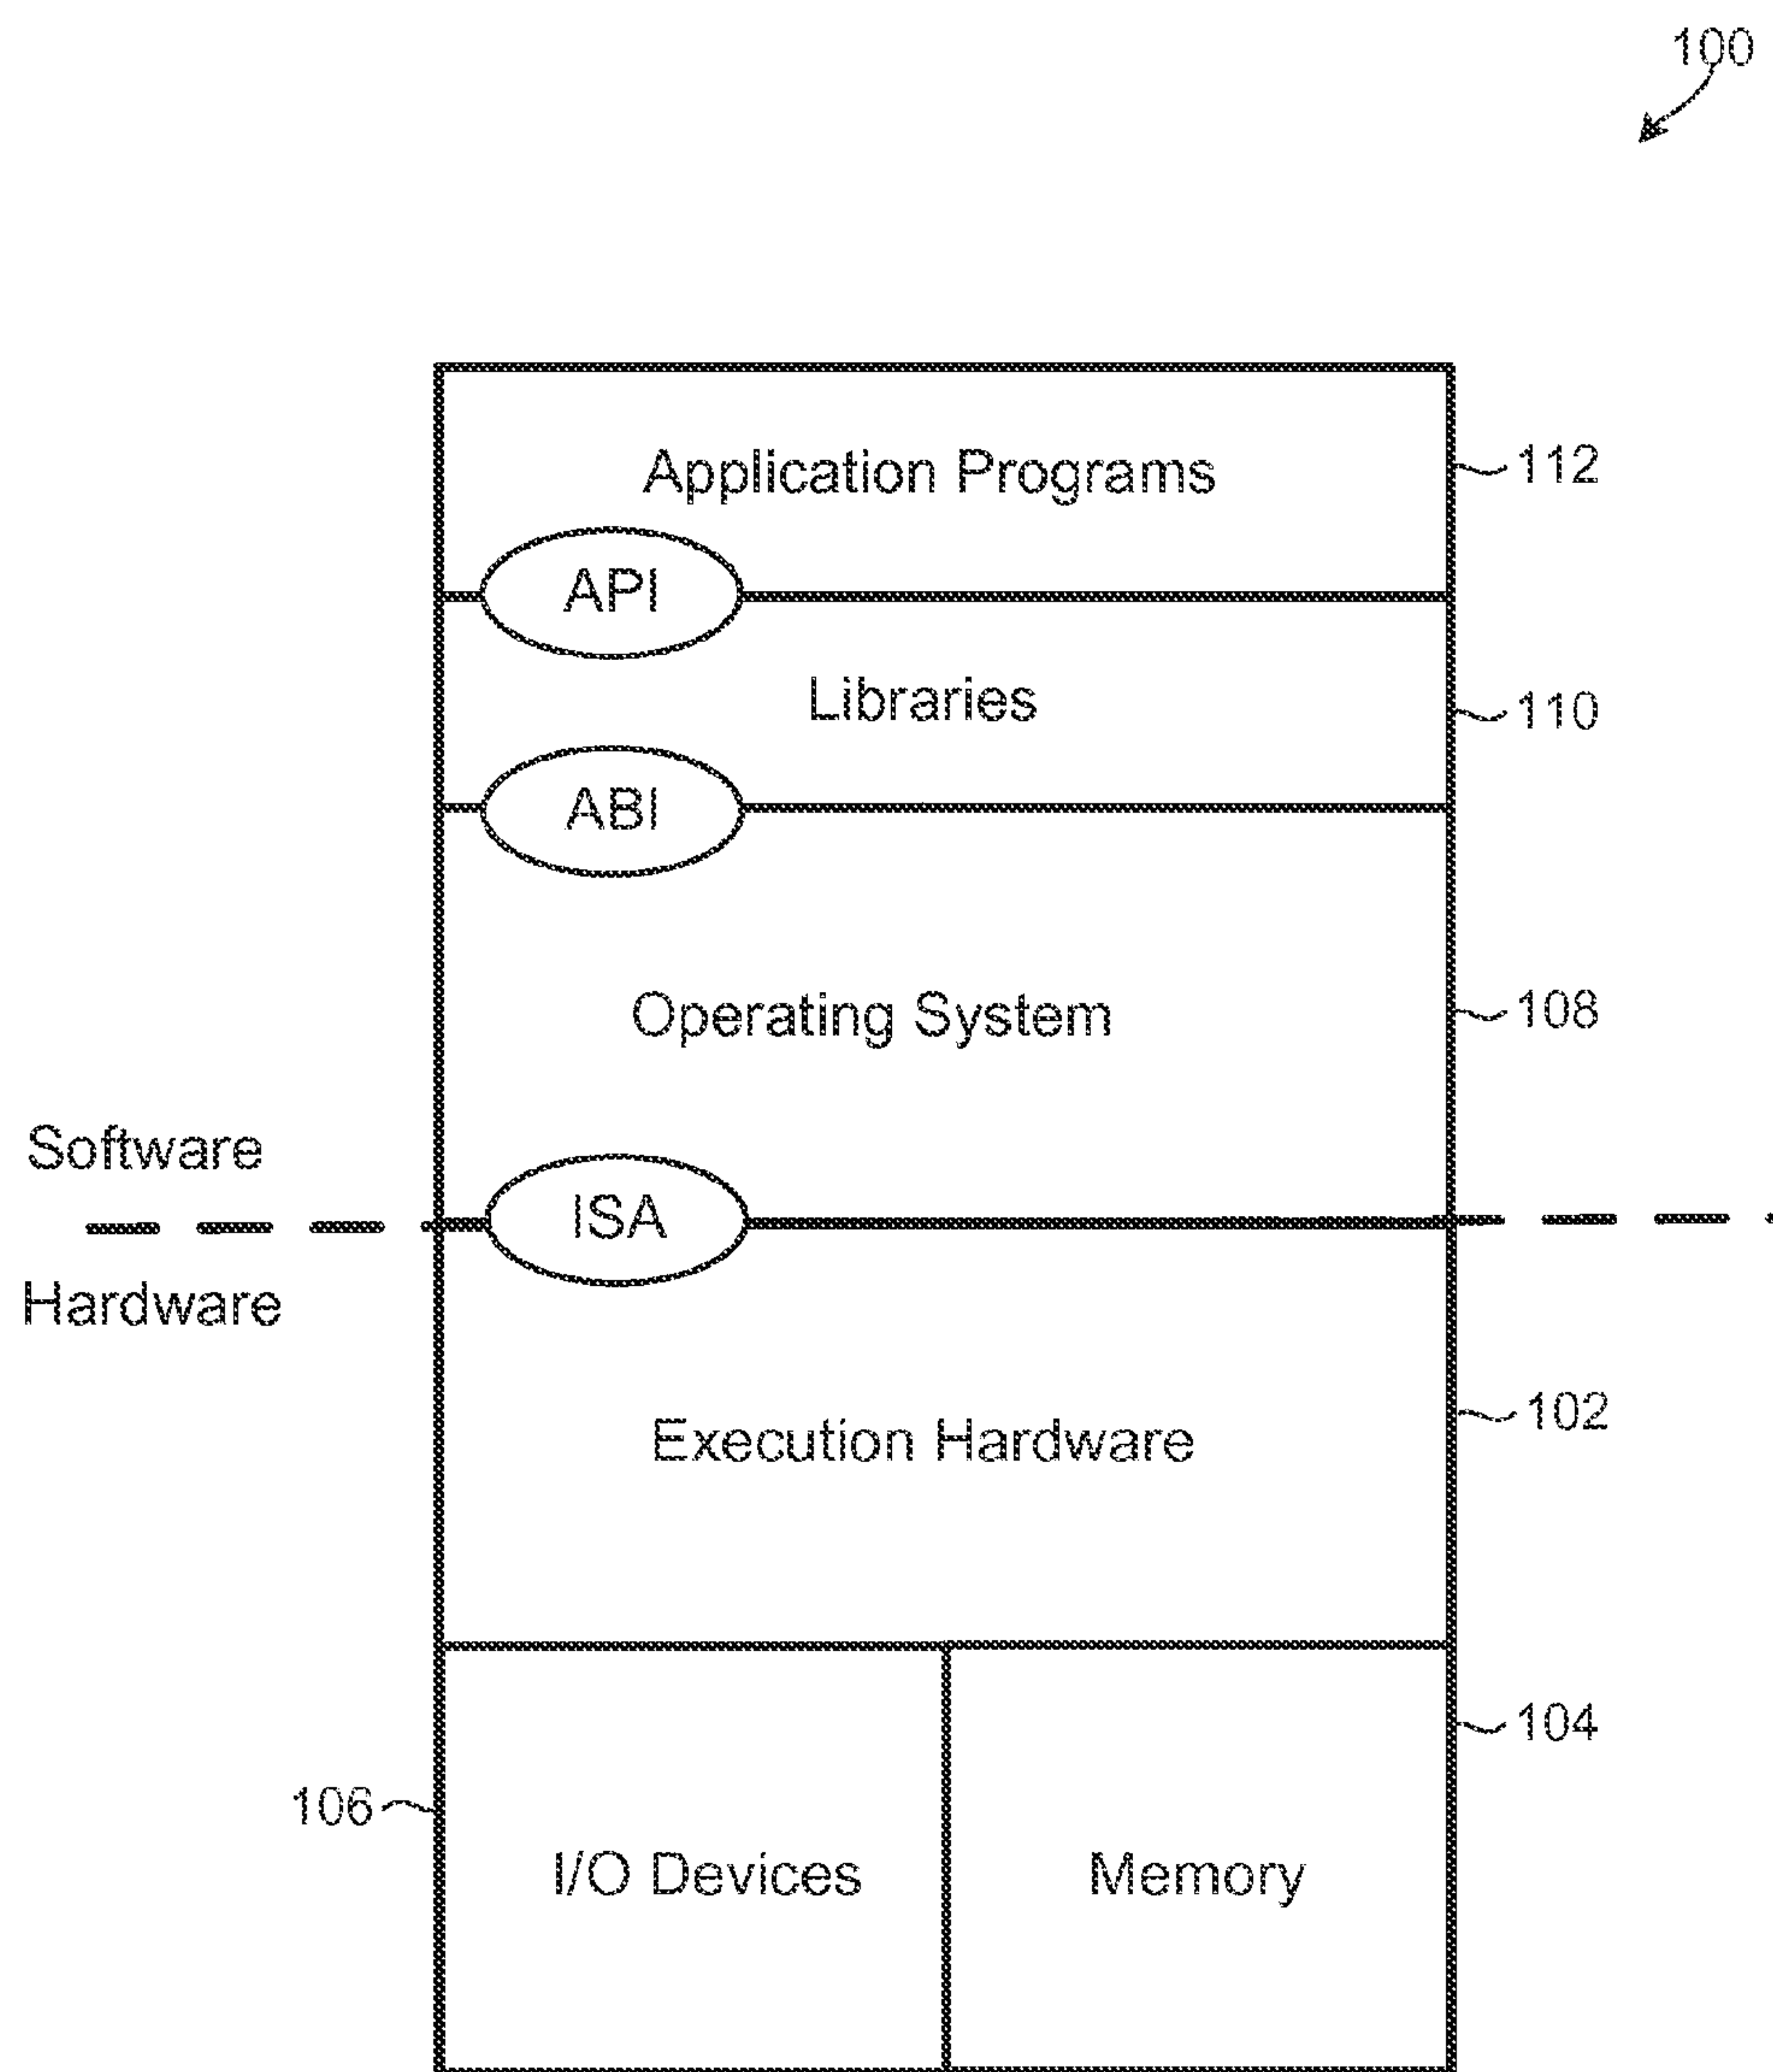 100
Application Programs
112
API
Libraries
110
ABI
Operating System
108
Software
ISA
Hardware
Execution Hardware
102
104
106
I/O Devices
Memory